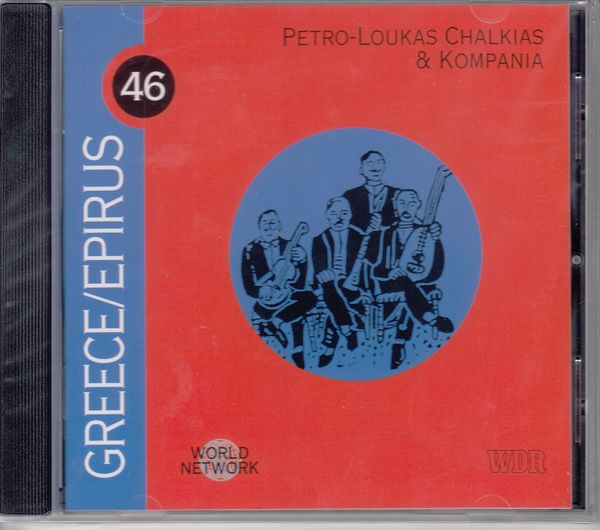 PETRO-LOUKAS CHALKIAS
& KOMPANIA
46
GREECE/EPIRUS
WORLD
NETWORK
WDR